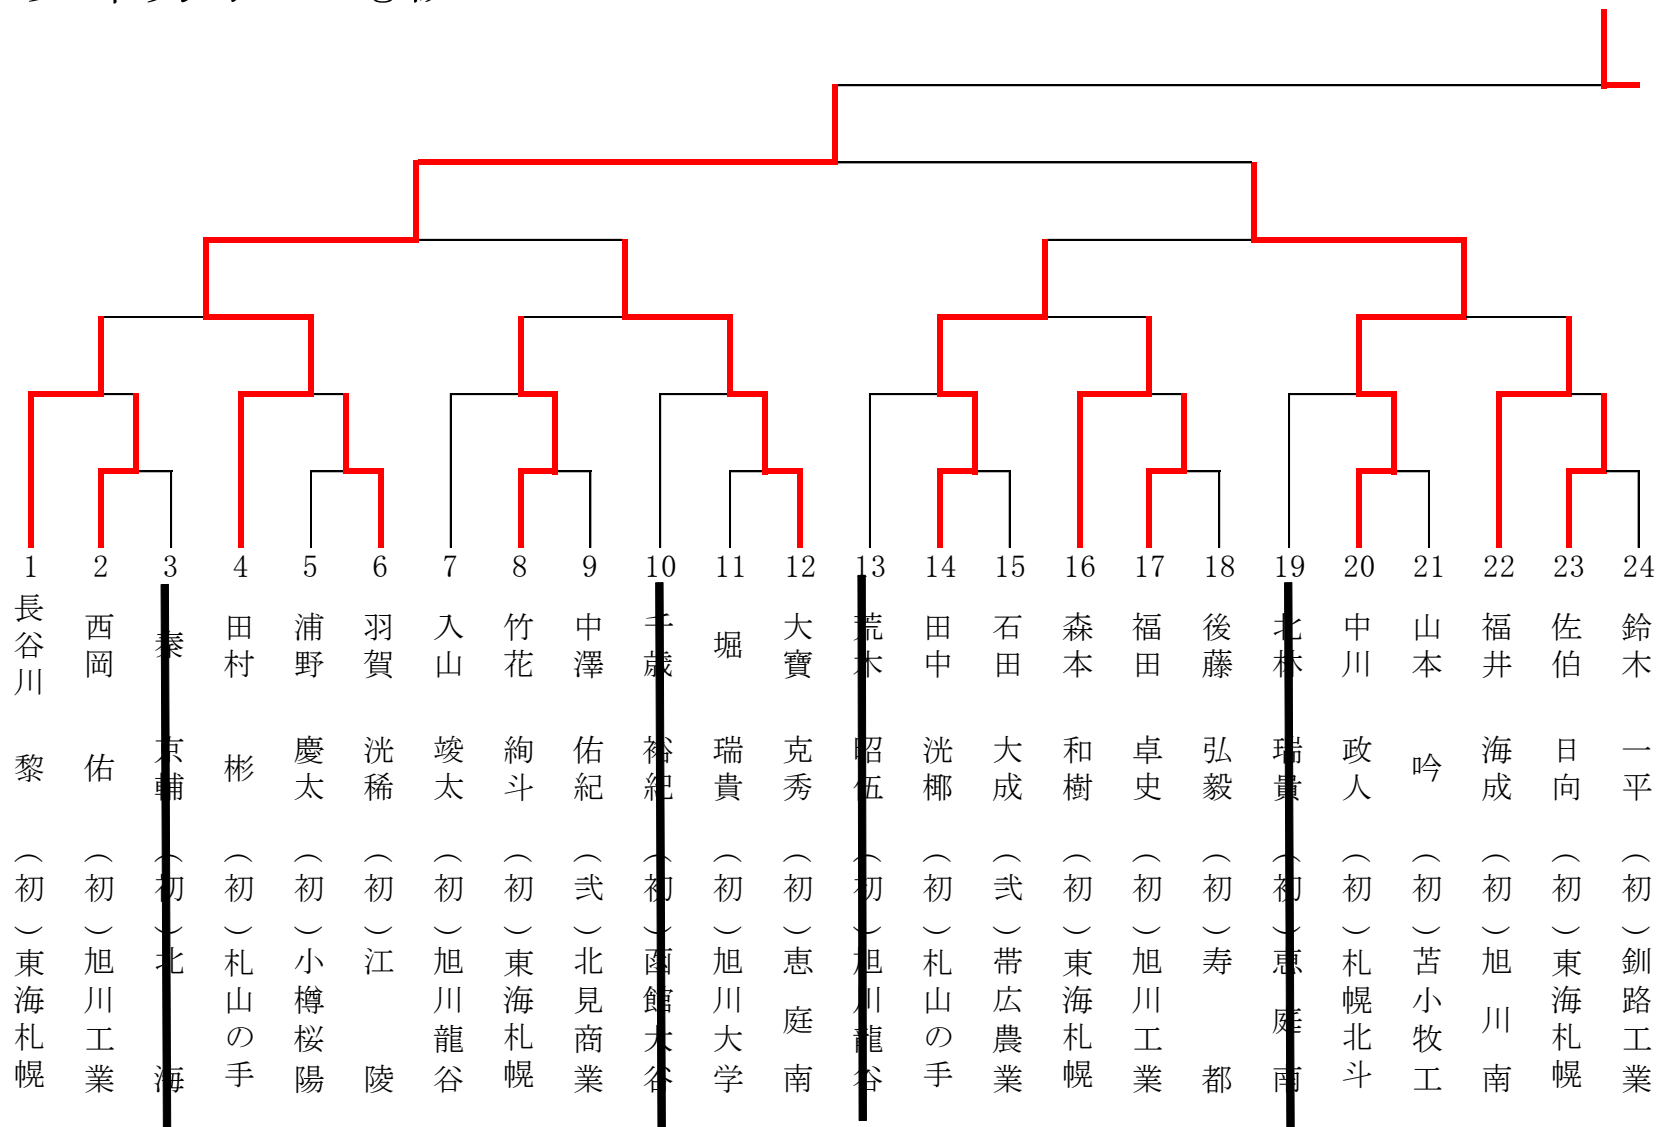 1 2 3 4 5 6 7 8 9 10 11 12 13 14 15 16 17 18 19 20 21 22 23 24
長谷川 黎 (初) 東海札幌
西岡 佑 (初) 旭川工業
秦 京輔 (初) 北海
田村 彬 (初) 札山の手
浦野 慶太 (初) 小樽桜陽
羽賀 洸稀 (初) 江陵
入山 竣太 (初) 旭川龍谷
竹花 絢斗 (初) 東海札幌
中澤 佑紀 (弐) 北見商業
千歳 裕紀 (初) 函館大谷
堀 瑞貴 (初) 旭川大学
大寶 克秀 (初) 恵庭南
荒木 昭伍 (初) 旭川龍谷
田中 洸椰 (初) 札山の手
石田 大成 (弐) 帯広農業
森本 和樹 (初) 東海札幌
福田 卓史 (初) 旭川工業
後藤 弘毅 (初) 寿都
北林 瑞貴 (初) 恵庭南
中川 政人 (初) 札幌北斗
山本 吟 (初) 苫小牧工
福井 海成 (初) 旭川南
佐伯 日向 (初) 東海札幌
鈴木 一平 (初) 釧路工業